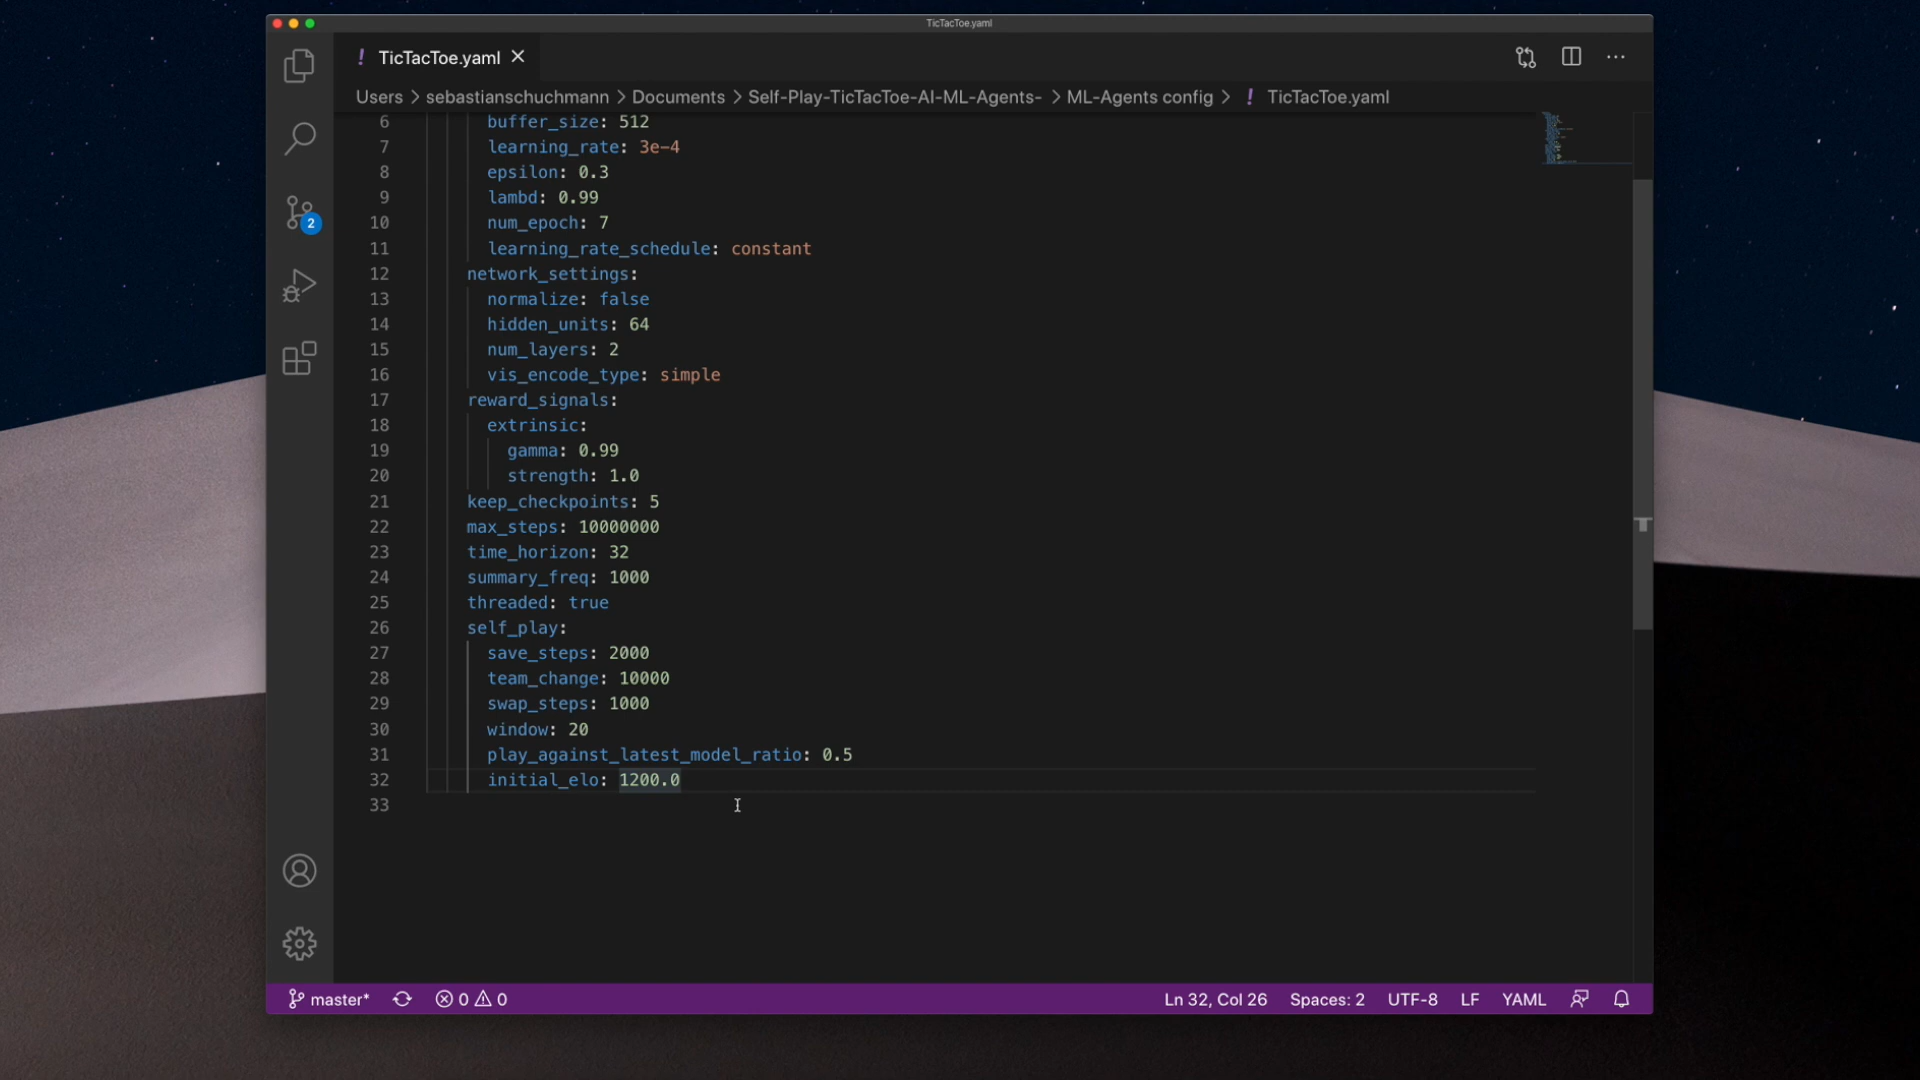 TicTacToe.yaml
! TicTacToe.yaml
Users > sebastianschuchmann > Documents > Self-Play-TicTacToe-AI-ML-Agents- > ML-Agents config > ! TicTacToe.yaml
6 buffer_size: 512
7 learning_rate: 3e-4
8 epsilon: 0.3
9 lambd: 0.99
10 num_epoch: 7
11 learning_rate_schedule: constant
12 network_settings:
13 normalize: false
14 hidden_units: 64
15 num_layers: 2
16 vis_encode_type: simple
17 reward_signals:
18 extrinsic:
19 gamma: 0.99
20 strength: 1.0
21 keep_checkpoints: 5
22 max_steps: 10000000
23 time_horizon: 32
24 summary_freq: 1000
25 threaded: true
26 self_play:
27 save_steps: 2000
28 team_change: 10000
29 swap_steps: 1000
30 window: 20
31 play_against_latest_model_ratio: 0.5
32 initial_elo: 1200.0
33
2
master* 0 0 Ln 32, Col 26 Spaces: 2 UTF-8 LF YAML